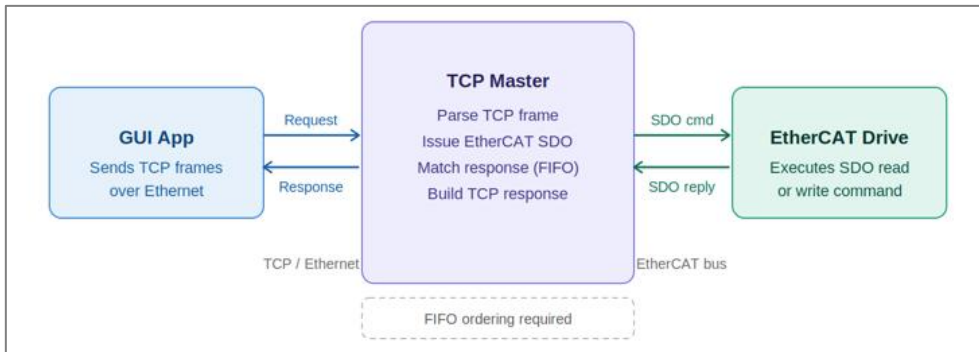 GUI App
Sends TCP frames
over Ethernet
Request
Response
TCP / Ethernet
TCP Master
Parse TCP frame
Issue EtherCAT SDO
Match response (FIFO)
Build TCP response
SDO cmd
SDO reply
EtherCAT bus
EtherCAT Drive
Executes SDO read
or write command
FIFO ordering required